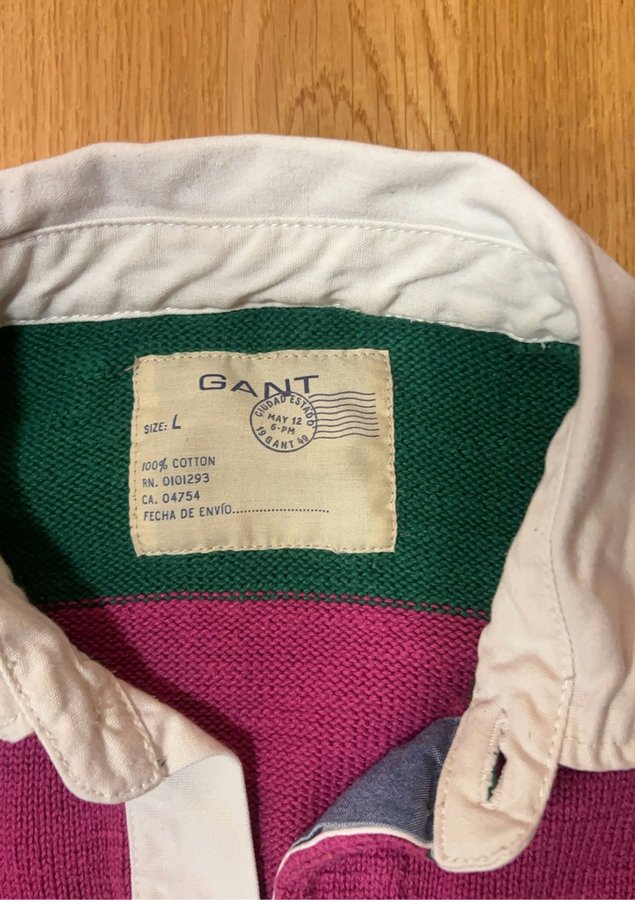 GANT
SIZE: L
CIUDAD ESTADO
MAY 12
6-PM
19 GANT 49
100% COTTON
RN. 0101293
CA. 04754
FECHA DE ENVÍO..............................